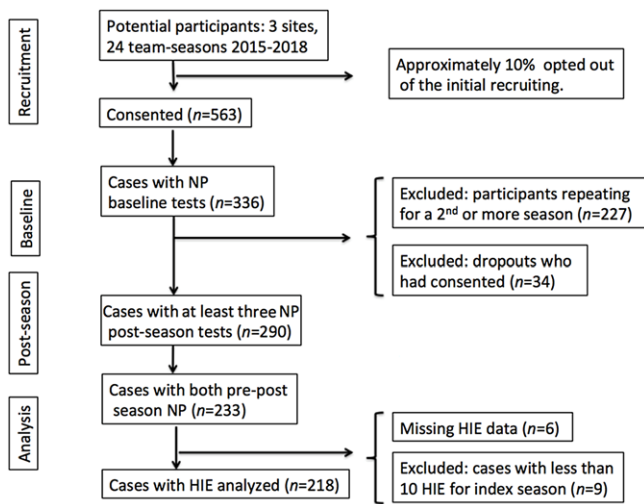 Recruitment
Potential participants: 3 sites,
24 team-seasons 2015-2018
Approximately 10% opted out
of the initial recruiting.
Consented (n=563)
Baseline
Cases with NP
baseline tests (n=336)
Excluded: participants repeating
for a 2nd or more season (n=227)
Excluded: dropouts who
had consented (n=34)
Post-season
Cases with at least three NP
post-season tests (n=290)
Analysis
Cases with both pre-post
season NP (n=233)
Missing HIE data (n=6)
Excluded: cases with less than
10 HIE for index season (n=9)
Cases with HIE analyzed (n=218)